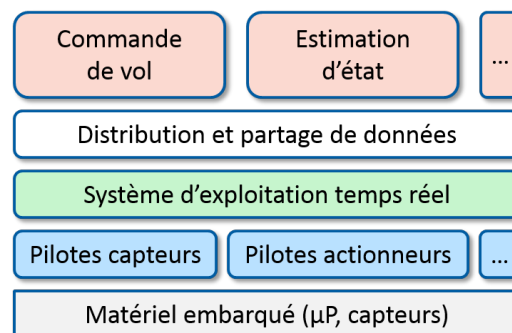 Commande
de vol
Estimation
d’état
...
Distribution et partage de données
Système d’exploitation temps réel
Pilotes capteurs
Pilotes actionneurs
...
Matériel embarqué (µP, capteurs)